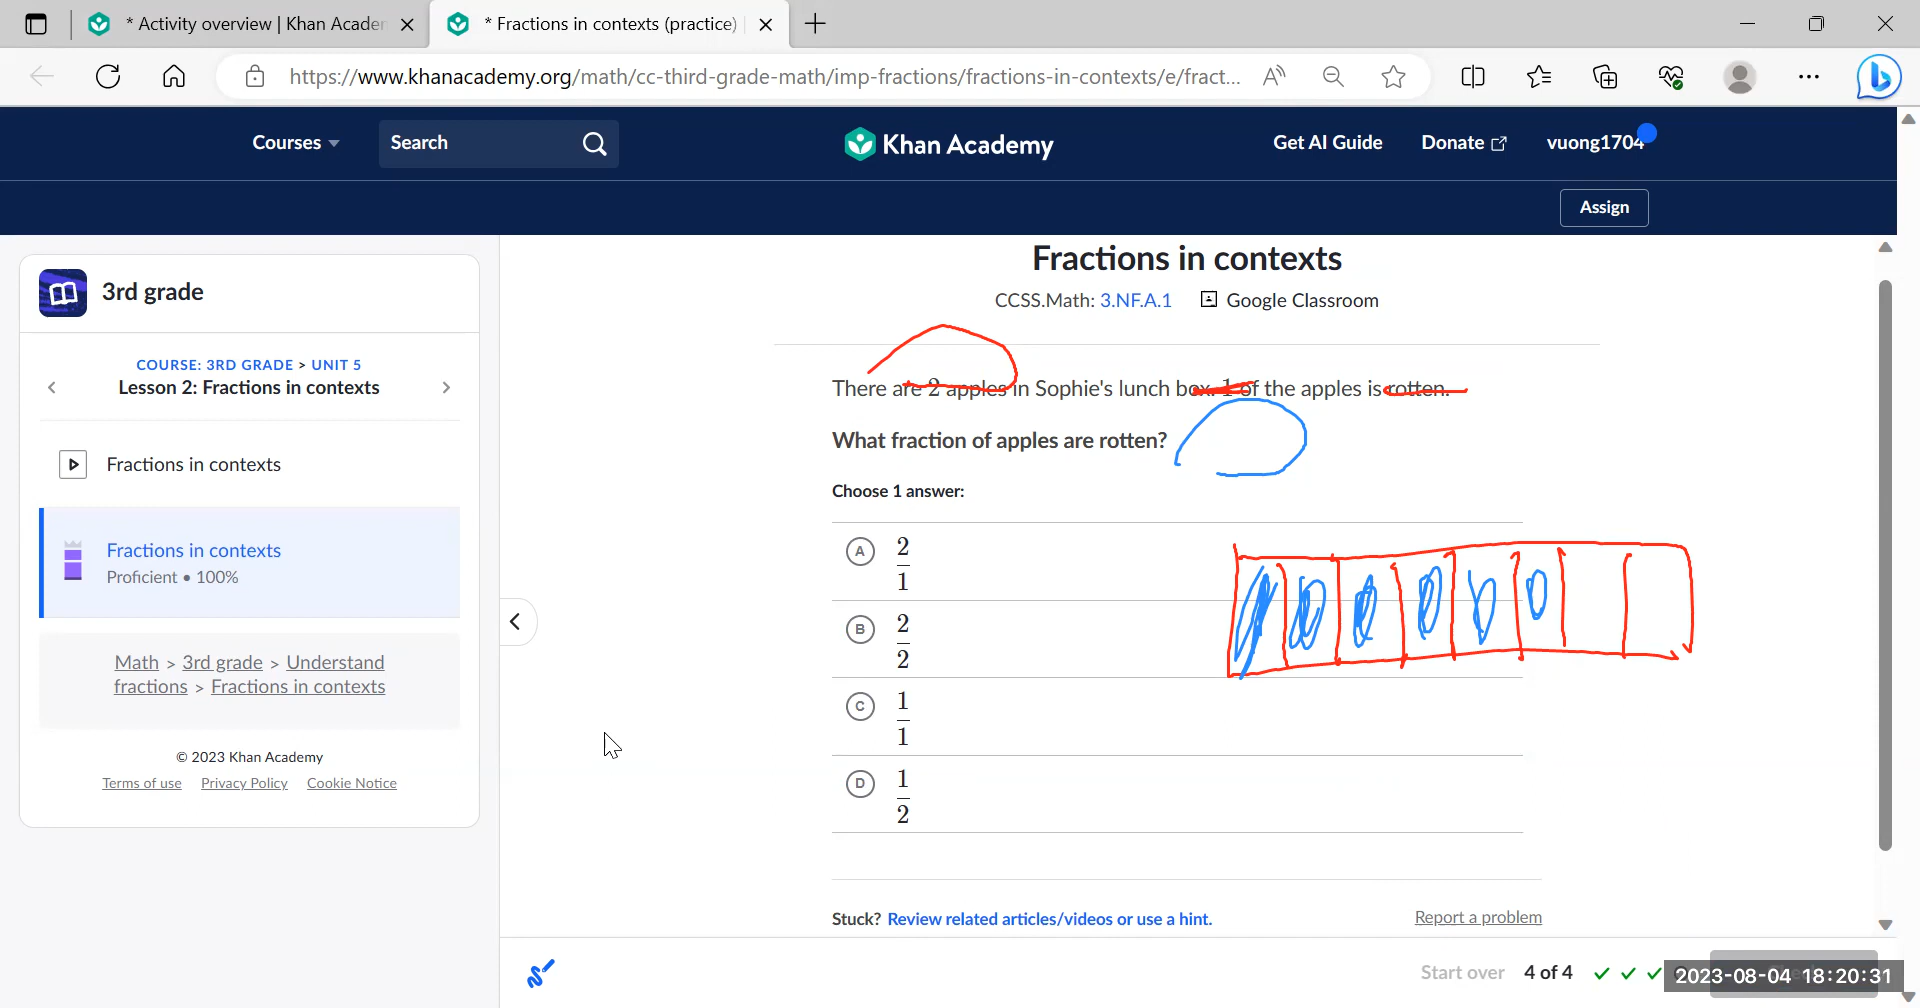 * Activity overview | Khan Acade
* Fractions in contexts (practice)
https://www.khanacademy.org/math/cc-third-grade-math/imp-fractions/fractions-in-contexts/e/fract...
Courses
Search
Khan Academy
Get AI Guide
Donate
vuong1704
Assign
3rd grade
COURSE: 3RD GRADE > UNIT 5
Lesson 2: Fractions in contexts
Fractions in contexts
Fractions in contexts
Proficient • 100%
Math > 3rd grade > Understand
fractions > Fractions in contexts
© 2023 Khan Academy
Terms of use Privacy Policy Cookie Notice
Fractions in contexts
CCSS.Math: 3.NF.A.1 Google Classroom
There are 2 apples in Sophie's lunch box. 1 of the apples is rotten.
What fraction of apples are rotten?
Choose 1 answer:
A 2/1
B 2/2
C 1/1
D 1/2
Stuck? Review related articles/videos or use a hint.
Report a problem
Start over 4 of 4
2023-08-04 18:20:31